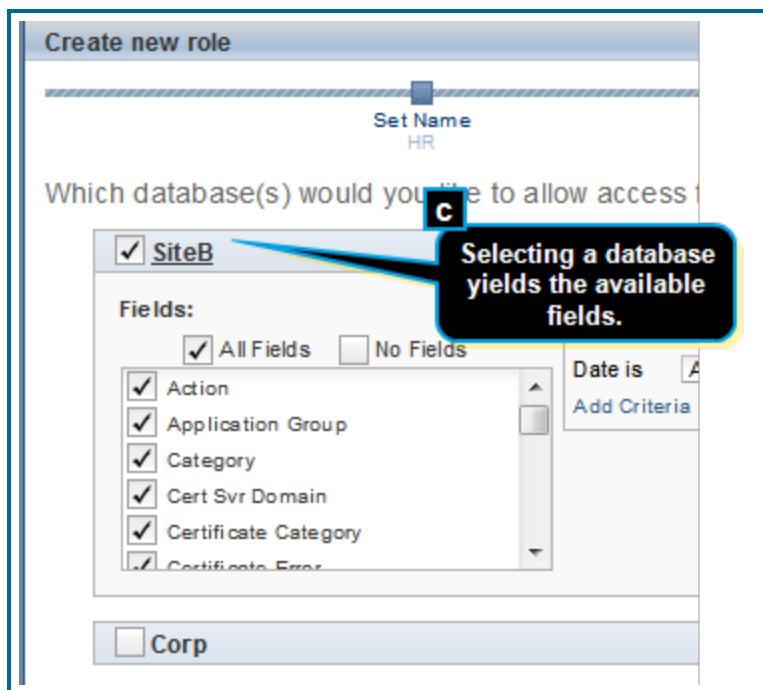 Create new role
Set Name
HR
Which database(s) would you like to allow access
C
SiteB
Selecting a database
yields the available
fields.
Fields:
All Fields No Fields
Action
Application Group
Category
Cert Svr Domain
Certificate Category
Certificate Error
Date is
Add Criteria
Corp